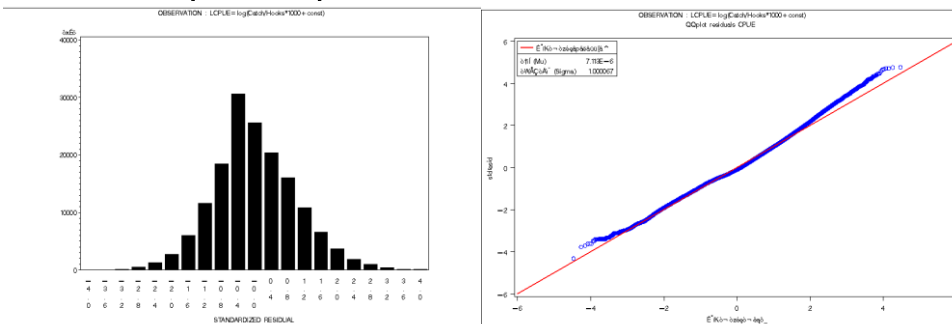 OBSERVATION : LCPUE=log(Catch/Hooks*1000+const)
40000
30000
20000
10000
0
-4.0 -3.6 -3.2 -2.8 -2.4 -2.0 -1.6 -1.2 -0.8 -0.4 0.0 0.4 0.8 1.2 1.6 2.0 2.4 2.8 3.2 3.6 4.0
STANDARDIZED RESIDUAL
OBSERVATION : LCPUE=log(Catch/Hooks*1000+const)
QQplot residuals CPUE
(Mu) 7.113E-6
(Sigma) 1.000067
6
4
2
0
-2
-4
-6
-6 -4 -2 0 2 4